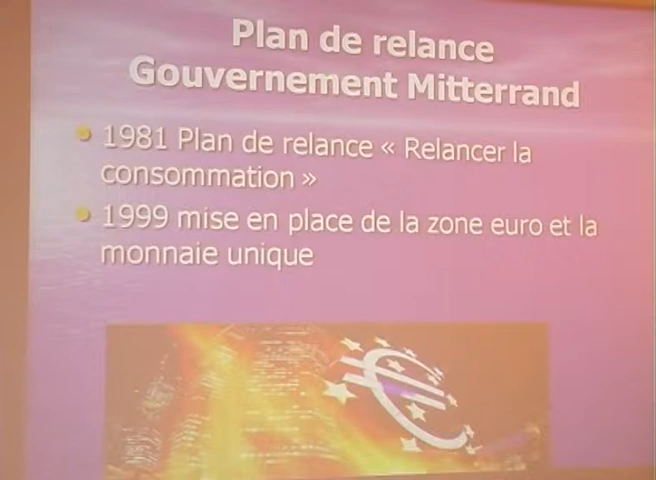 Plan de relance
Gouvernement Mitterrand
1981 Plan de relance « Relancer la
consommation »
1999 mise en place de la zone euro et la
monnaie unique